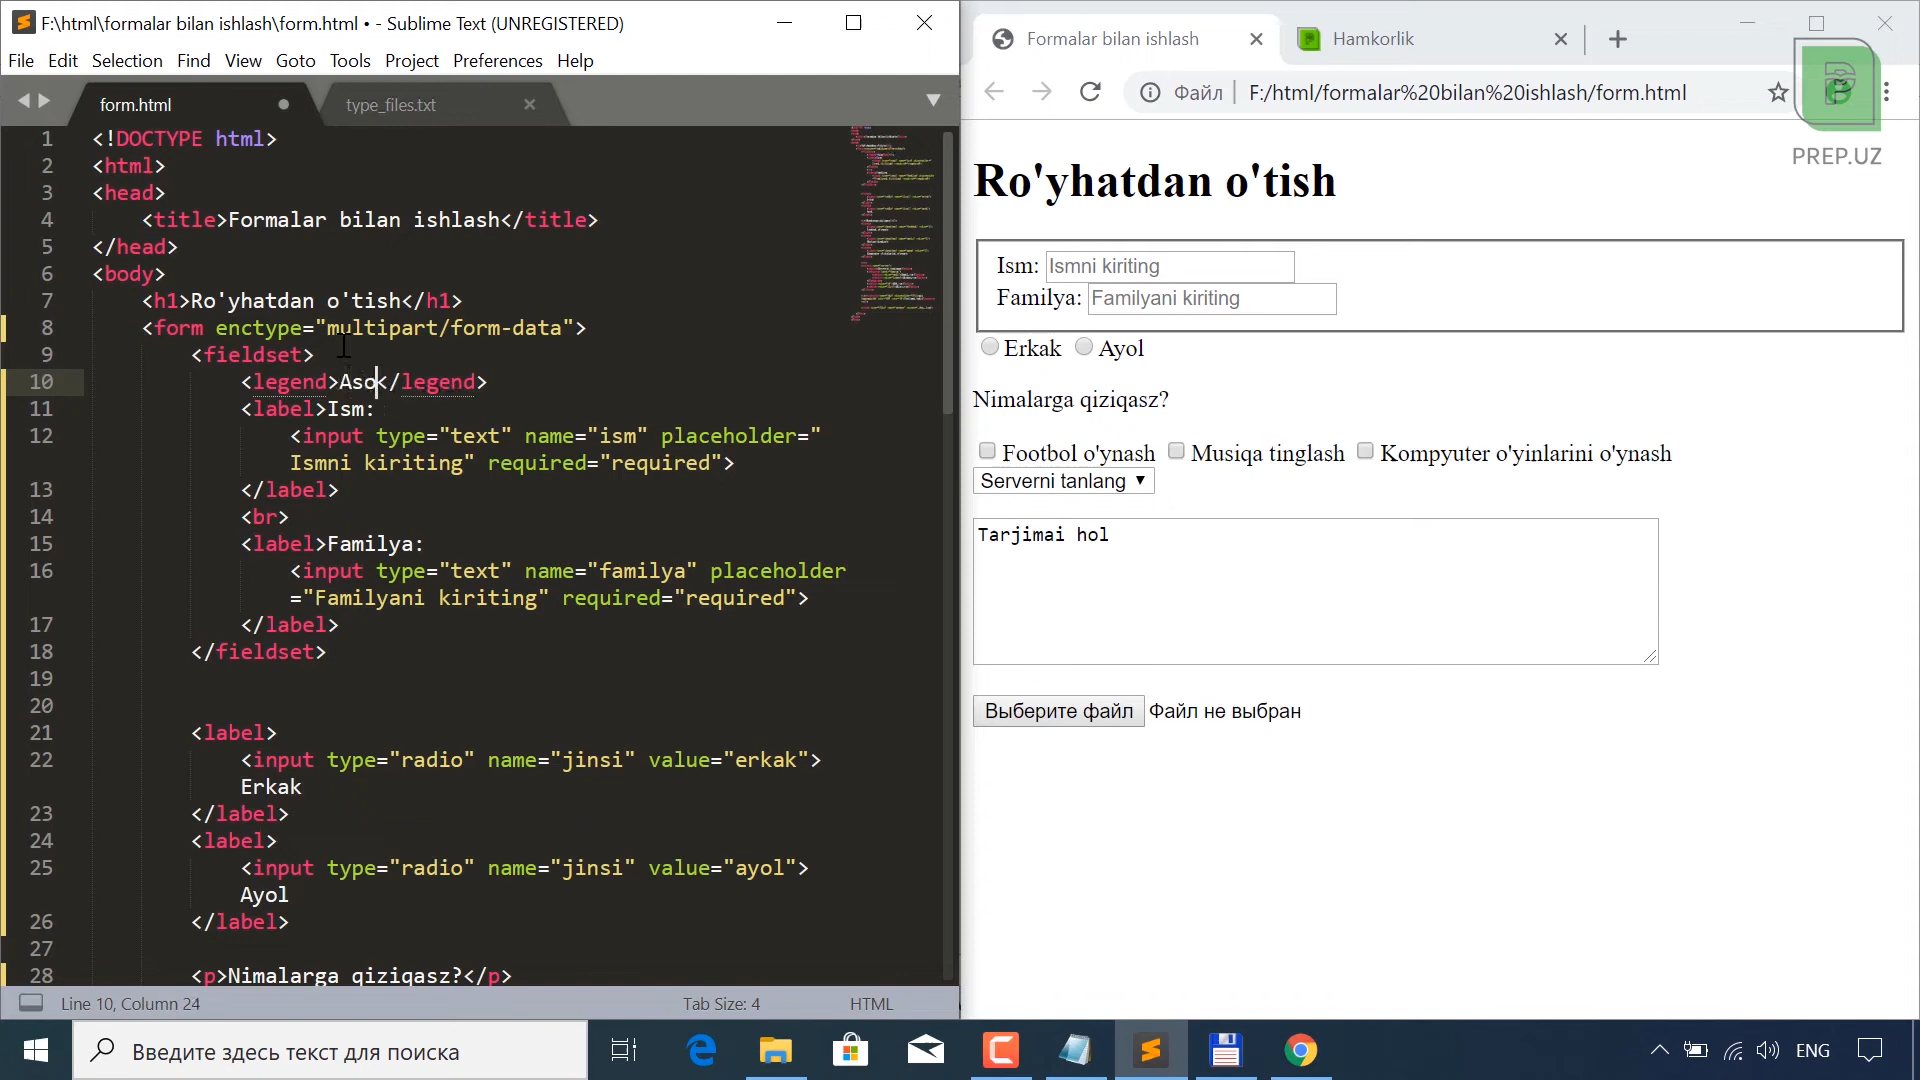 F:\html\formalar bilan ishlash\form.html • - Sublime Text (UNREGISTERED)
File Edit Selection Find View Goto Tools Project Preferences Help
form.html
type_files.txt
1 <!DOCTYPE html>
2 <html>
3 <head>
4 <title>Formalar bilan ishlash</title>
5 </head>
6 <body>
7 <h1>Ro'yhatdan o'tish</h1>
8 <form enctype="multipart/form-data">
9 <fieldset>
10 <legend>Aso</legend>
11 <label>Ism:
12 <input type="text" name="ism" placeholder="
Ismni kiriting" required="required">
13 </label>
14 <br>
15 <label>Familya:
16 <input type="text" name="familya" placeholder
="Familyani kiriting" required="required">
17 </label>
18 </fieldset>
19
20
21 <label>
22 <input type="radio" name="jinsi" value="erkak">
Erkak
23 </label>
24 <label>
25 <input type="radio" name="jinsi" value="ayol">
Ayol
26 </label>
27
28 <p>Nimalarga qiziqasz?</p>
Line 10, Column 24
Tab Size: 4
HTML
Formalar bilan ishlash
Hamkorlik
Файл
F:/html/formalar%20bilan%20ishlash/form.html
PREP.UZ
Ro'yhatdan o'tish
Ism: Ismni kiriting
Familya: Familyani kiriting
Erkak Ayol
Nimalarga qiziqasz?
Footbol o'ynash Musiqa tinglash Kompyuter o'yinlarini o'ynash
Serverni tanlang
Tarjimai hol
Выберите файл Файл не выбран
Введите здесь текст для поиска
ENG